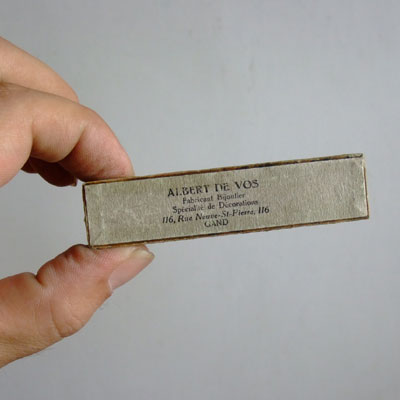 ALBERT DE VOS
Fabricant Bijoutier
Spécialité de Décorations
116, Rue Neuve-St-Pierre, 116
GAND